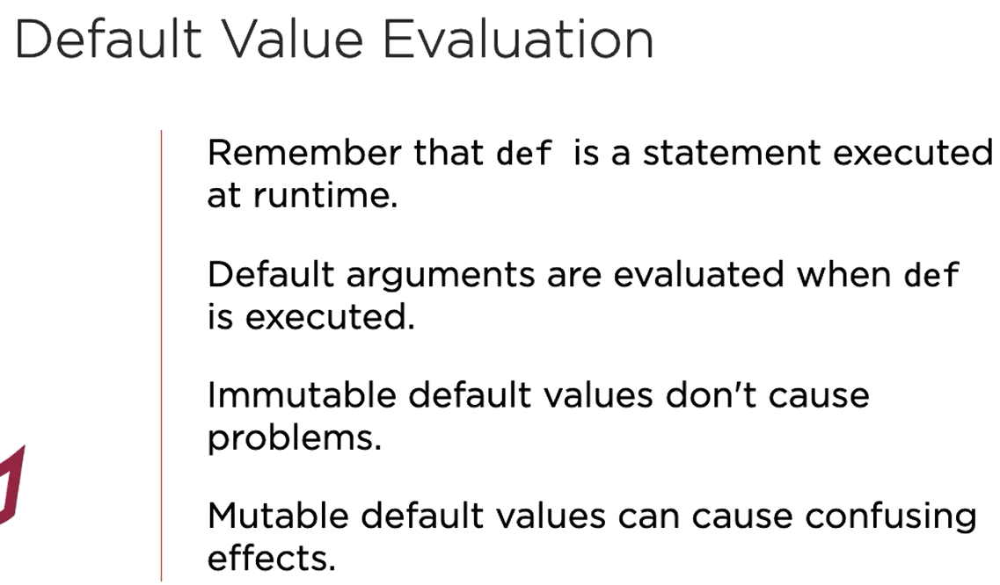 Default Value Evaluation
Remember that def is a statement executed
at runtime.
Default arguments are evaluated when def
is executed.
Immutable default values don't cause
problems.
Mutable default values can cause confusing
effects.